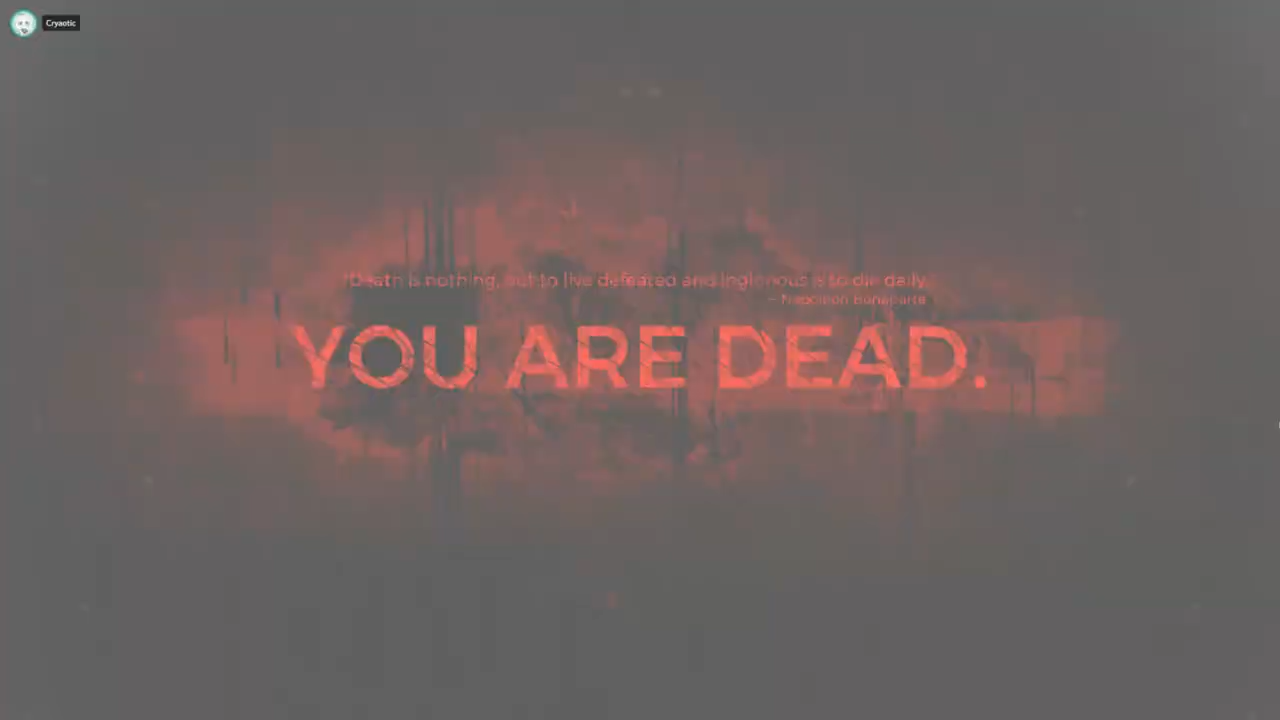 Cryaotic
"Death is nothing, but to live defeated and inglorious is to die daily."
- Napoleon Bonaparte
YOU ARE DEAD.